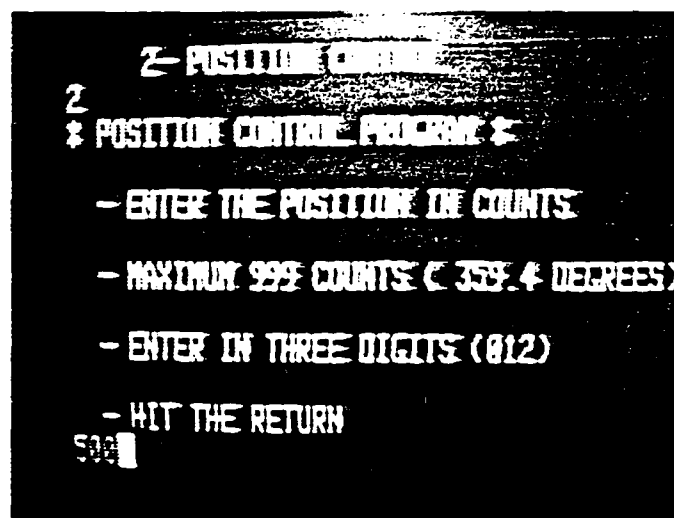 2- POSITION CONTROL
2
* POSITION CONTROL PROGRAM *
- ENTER THE POSITION IN COUNTS
- MAXIMUM 999 COUNTS ( 359.4 DEGREES)
- ENTER IN THREE DIGITS (012)
- HIT THE RETURN
500